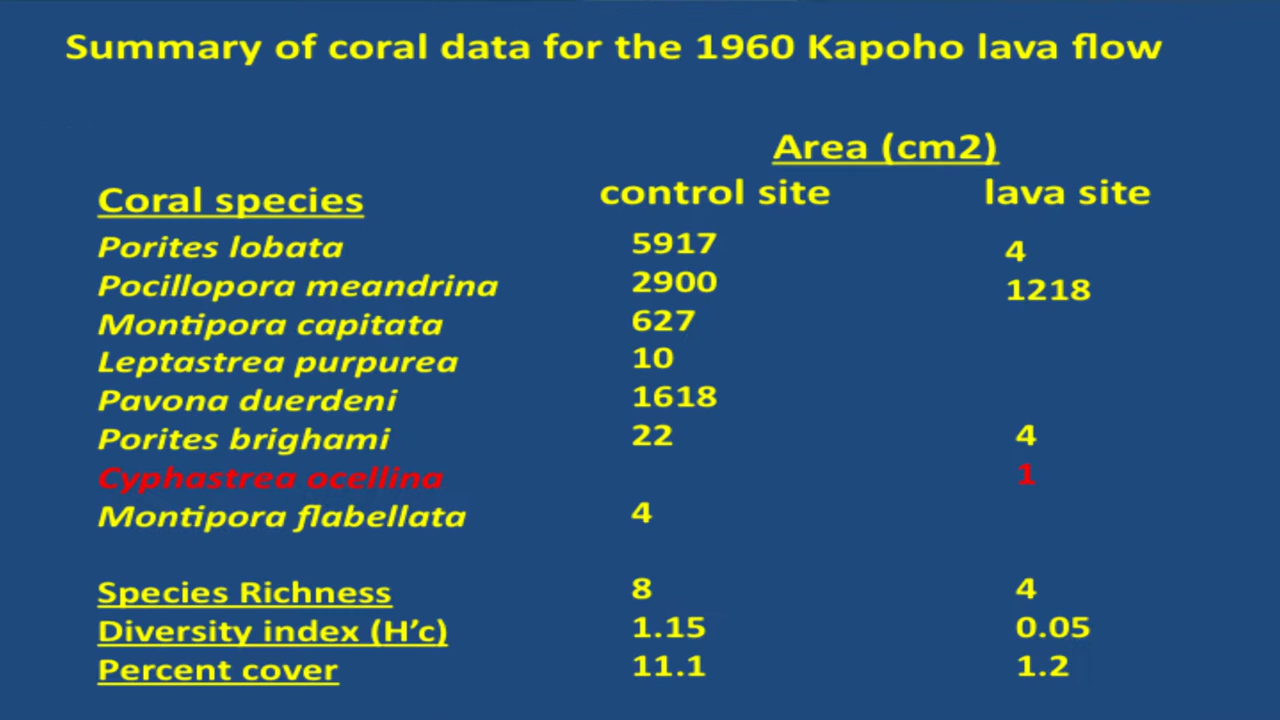 Summary of coral data for the 1960 Kapoho lava flow
Area (cm2)
Coral species control site lava site
Porites lobata 5917 4
Pocillopora meandrina 2900 1218
Montipora capitata 627
Leptastrea purpurea 10
Pavona duerdeni 1618
Porites brighami 22 4
Cyphastrea ocellina 1
Montipora flabellata 4
Species Richness 8 4
Diversity index (H’c) 1.15 0.05
Percent cover 11.1 1.2